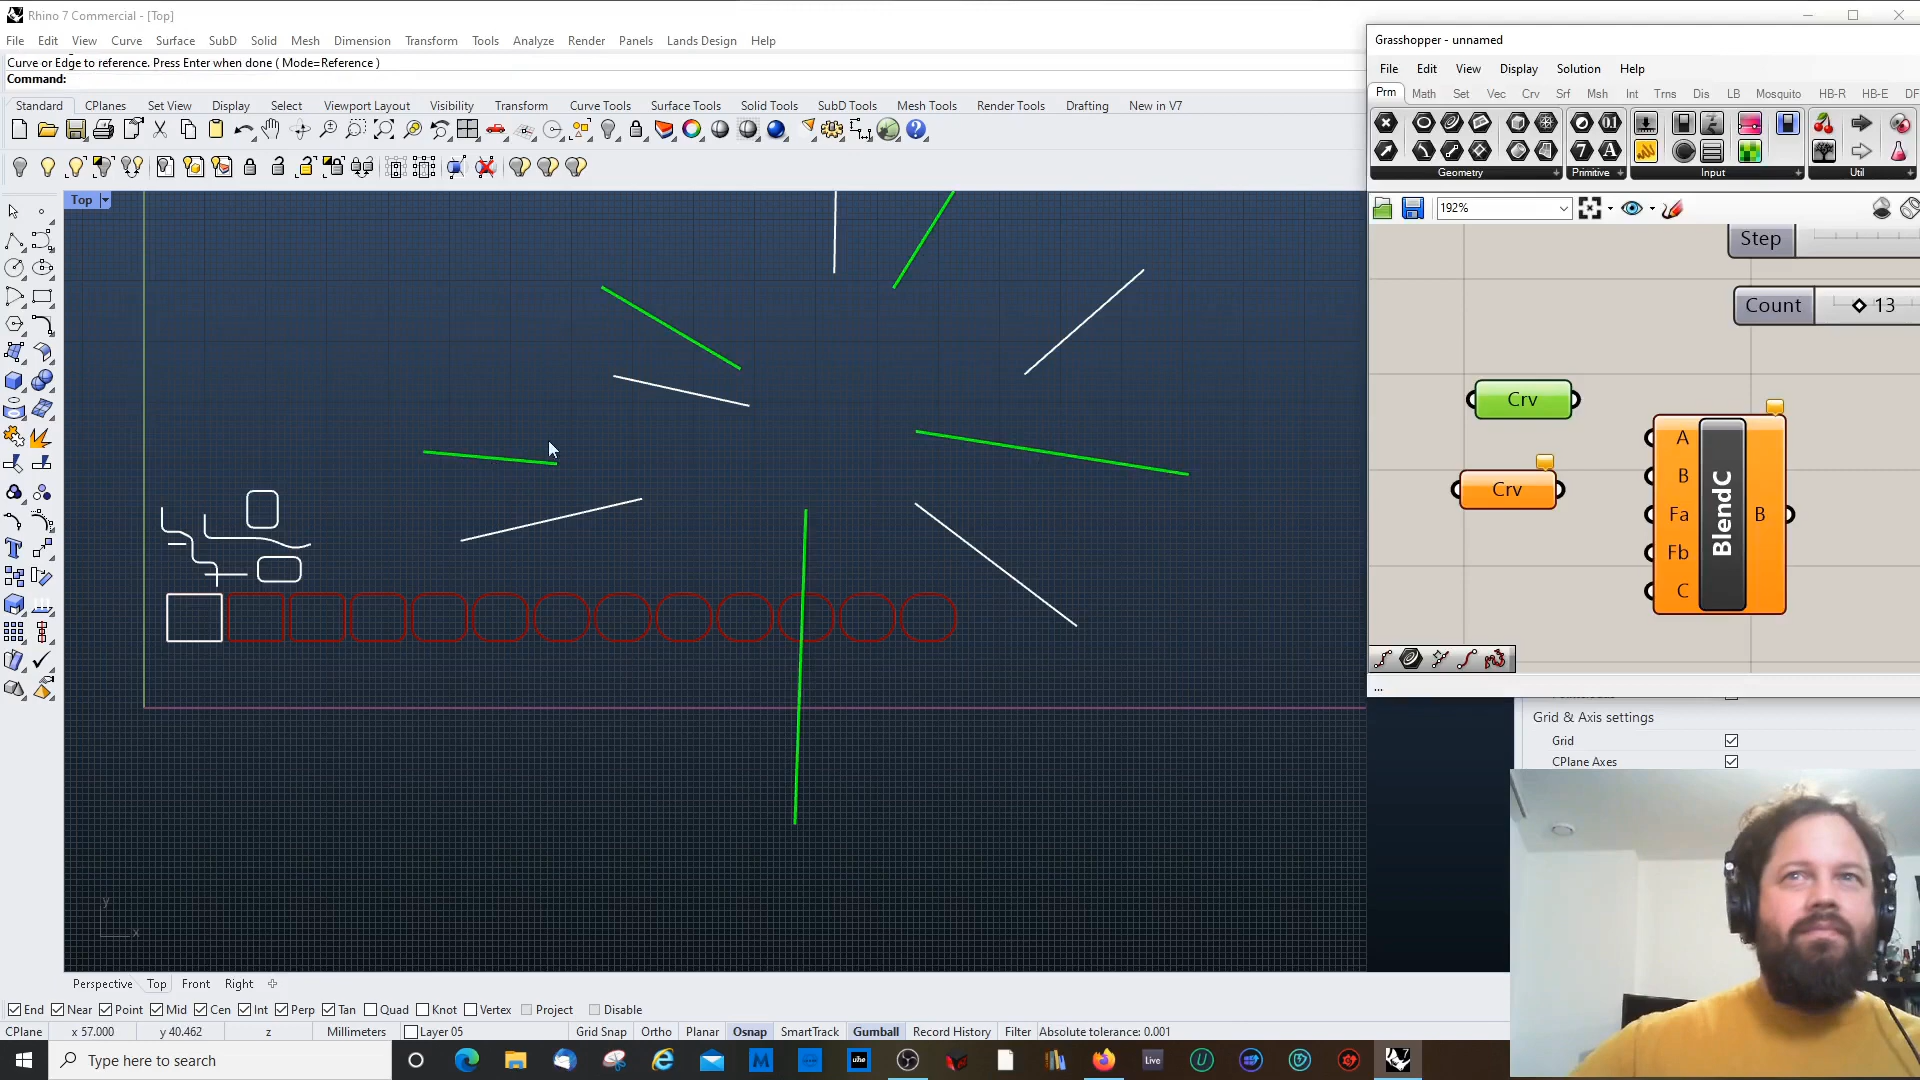 Rhino 7 Commercial - [Top]
File Edit View Curve Surface SubD Solid Mesh Dimension Transform Tools Analyze Render Panels Lands Design Help
Curve or Edge to reference. Press Enter when done ( Mode=Reference )
Command:
Standard CPlanes Set View Display Select Viewport Layout Visibility Transform Curve Tools Surface Tools Solid Tools SubD Tools Mesh Tools Render Tools Drafting New in V7
Top
Grasshopper - unnamed
File Edit View Display Solution Help
Prm Math Set Vec Crv Srf Msh Int Trns Dis LB Mosquito HB-R HB-E DF
Geometry Primitive Input Util
192%
Step
Count 13
Crv
Crv
A
B
Fa
Fb
C
BlendC
B
...
Grid & Axis settings
Grid
CPlane Axes
y
x
Perspective Top Front Right
End Near Point Mid Cen Int Perp Tan Quad Knot Vertex Project Disable
CPlane x 57.000 y 40.462 z Millimeters Layer 05 Grid Snap Ortho Planar Osnap SmartTrack Gumball Record History Filter Absolute tolerance: 0.001
Type here to search
uhe
Live